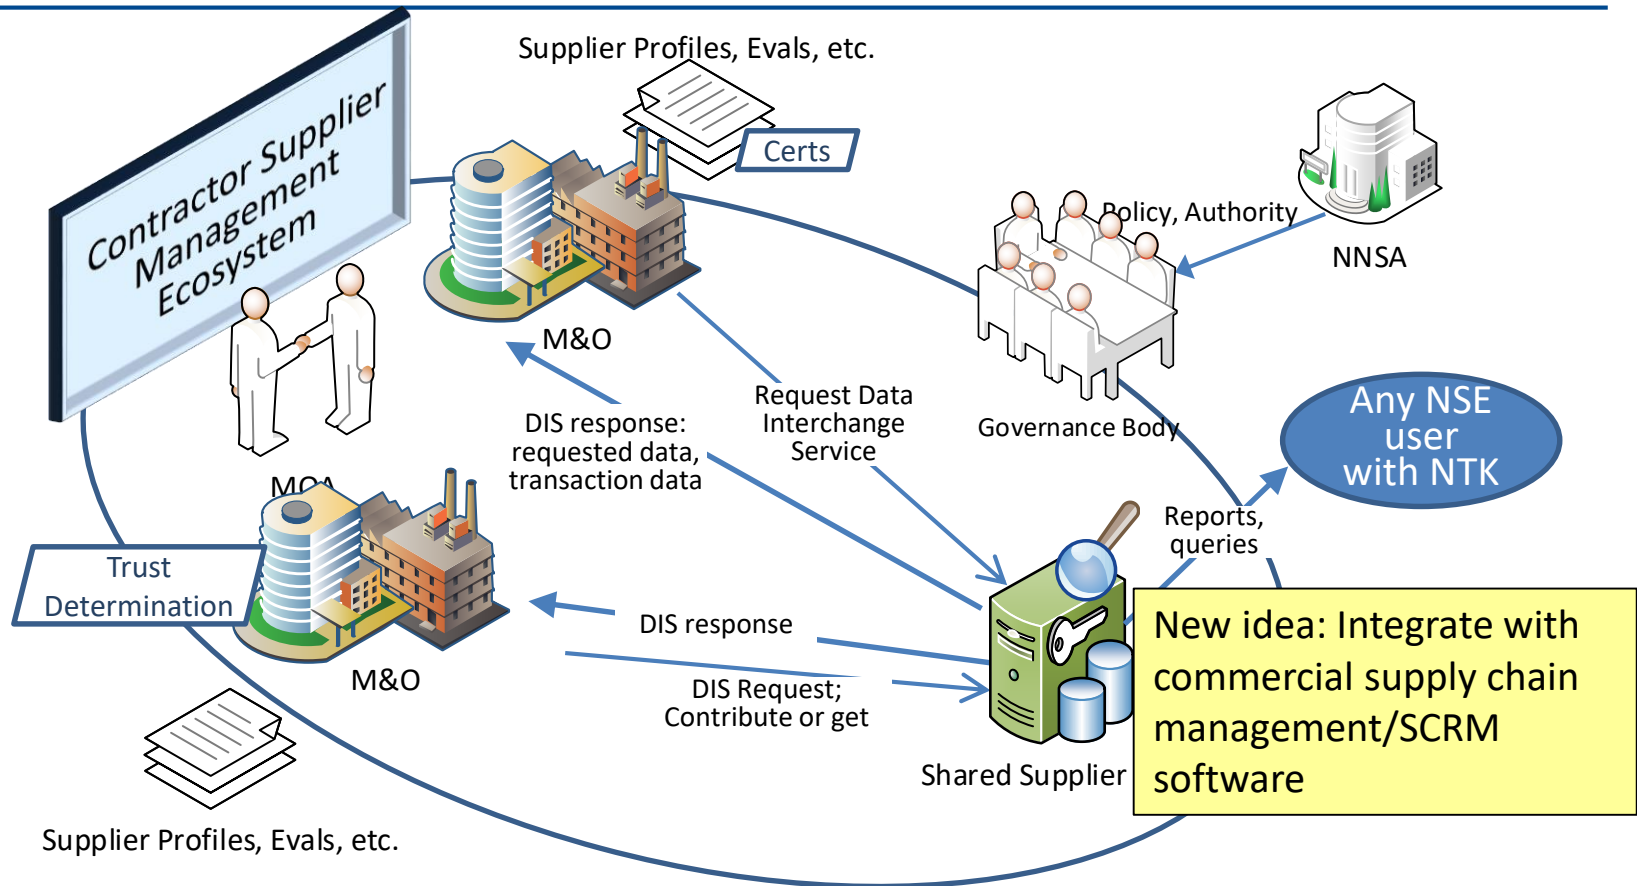 Supplier Profiles, Evals, etc.
Certs
Contractor Supplier
Management
Ecosystem
Policy, Authority
NNSA
M&O
Governance Body
Request Data
Interchange
Service
DIS response:
requested data,
transaction data
Any NSE
user
with NTK
MOA
Trust
Determination
M&O
Reports,
queries
DIS response
DIS Request;
Contribute or get
Shared Supplier
New idea: Integrate with
commercial supply chain
management/SCRM
software
Supplier Profiles, Evals, etc.